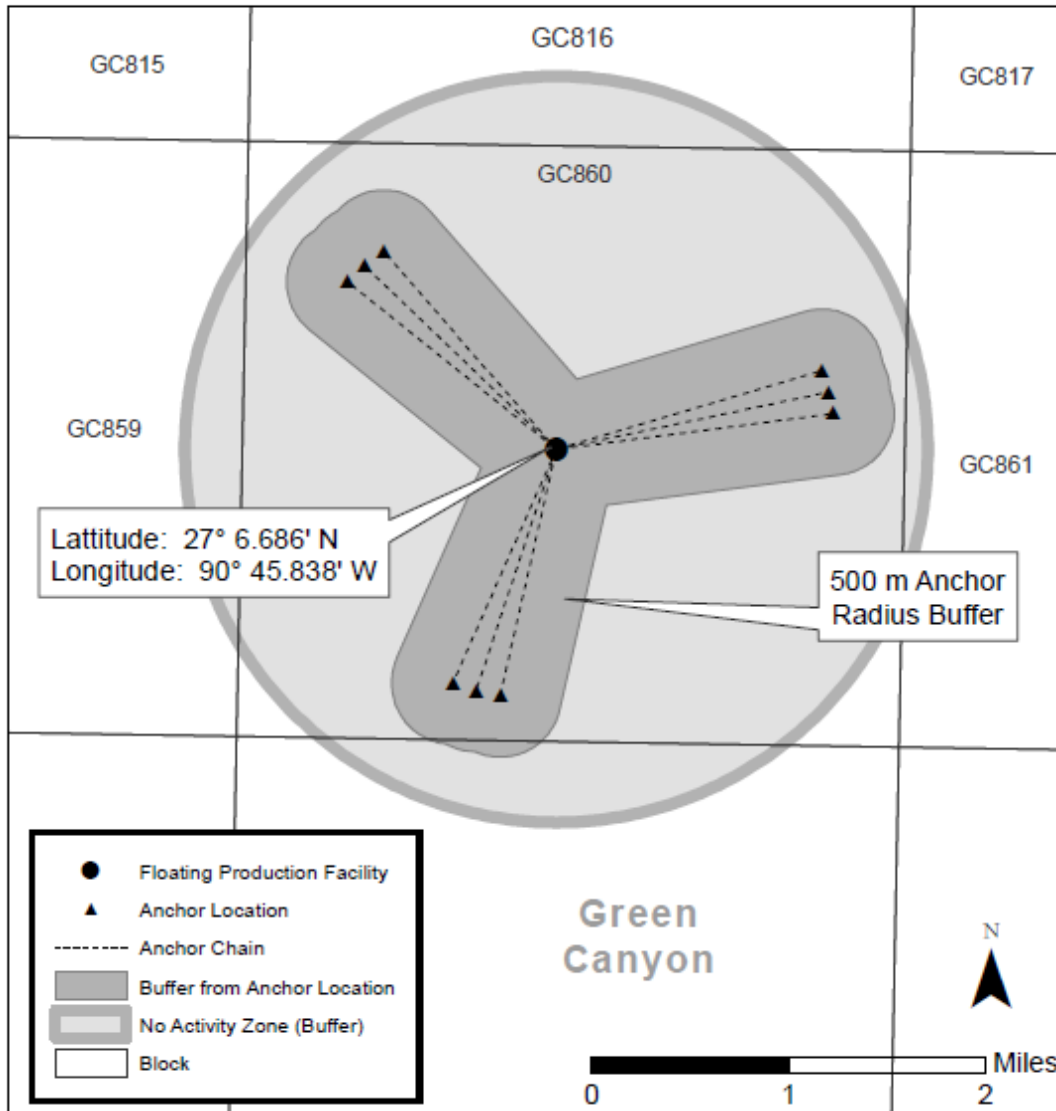 GC815
GC816
GC817
GC860
GC859
GC861
Lattitude: 27° 6.686' N
Longitude: 90° 45.838' W
500 m Anchor
Radius Buffer
Floating Production Facility
Anchor Location
Anchor Chain
Buffer from Anchor Location
No Activity Zone (Buffer)
Block
Green
Canyon
N
Miles
0 1 2